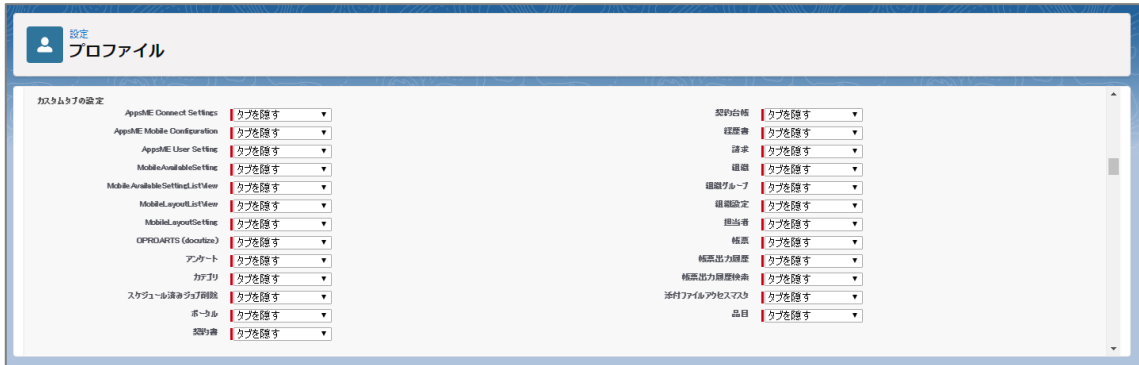 設定
プロファイル
カスタムタブの設定
AppsME Connect Settings タブを隠す
AppsME Mobile Configuration タブを隠す
AppsME User Setting タブを隠す
MobileAvailableSetting タブを隠す
MobileAvailableSettingListView タブを隠す
MobileLayoutListView タブを隠す
MobileLayoutSetting タブを隠す
OPROARTS (docutize) タブを隠す
アンケート タブを隠す
カテゴリ タブを隠す
スケジュール済みジョブ削除 タブを隠す
ポータル タブを隠す
契約書 タブを隠す
契約台帳 タブを隠す
経歴書 タブを隠す
請求 タブを隠す
組織 タブを隠す
組織グループ タブを隠す
組織設定 タブを隠す
担当者 タブを隠す
帳票 タブを隠す
帳票出力履歴 タブを隠す
帳票出力履歴検索 タブを隠す
添付ファイルアクセスマスタ タブを隠す
品目 タブを隠す